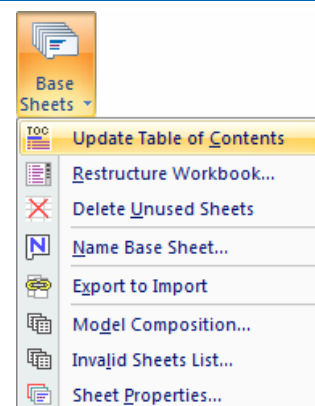 Base
Sheets
TOC
Update Table of Contents
Restructure Workbook...
Delete Unused Sheets
N
Name Base Sheet...
Export to Import
Model Composition...
Invalid Sheets List...
Sheet Properties...